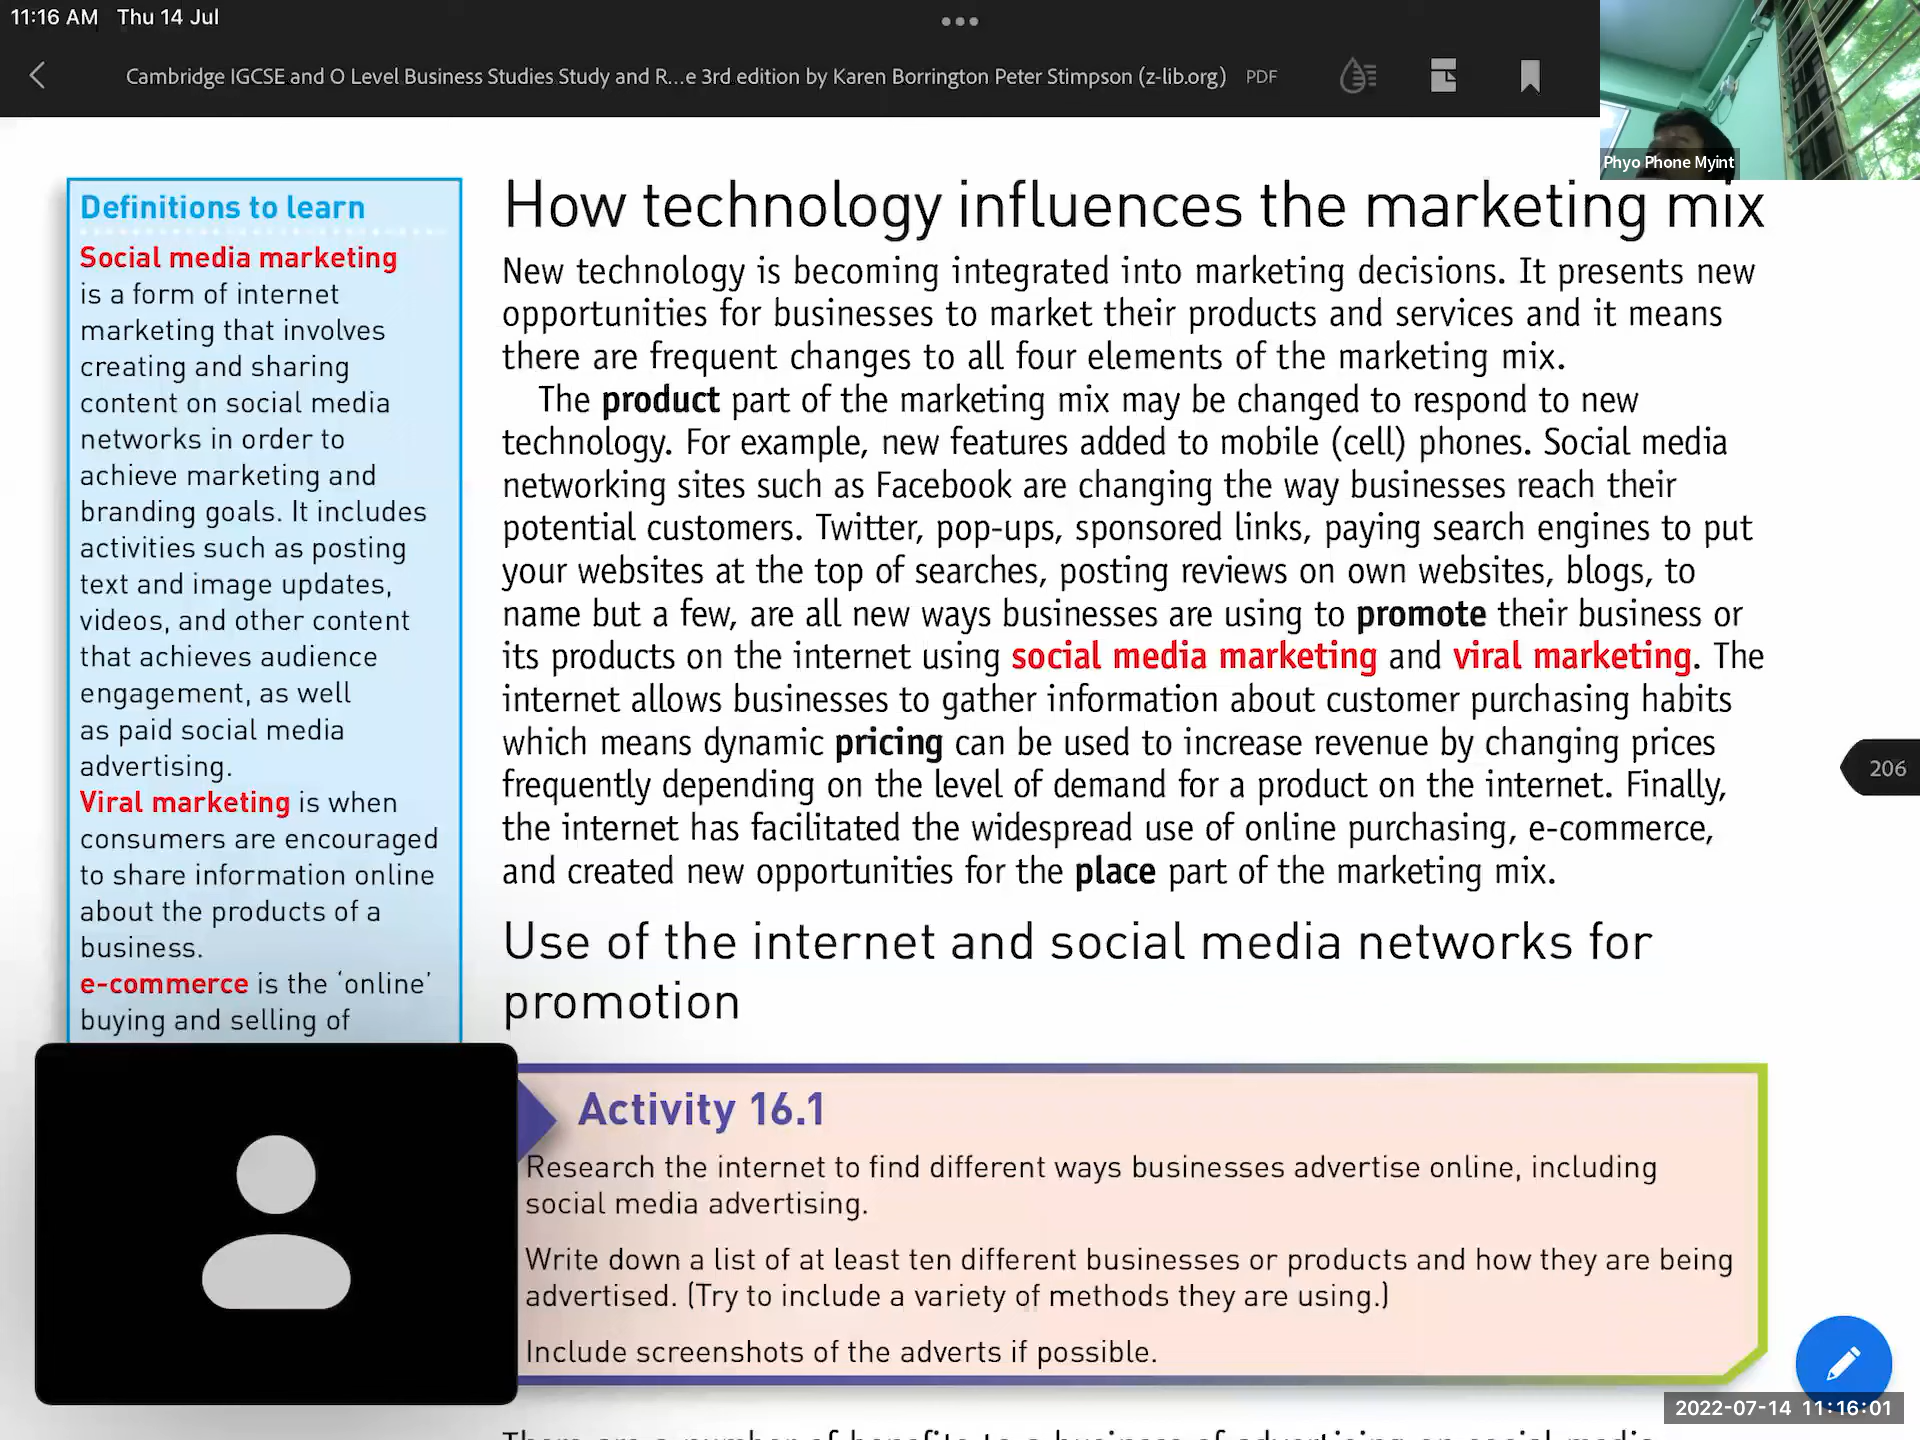 11:16 AM Thu 14 Jul
Cambridge IGCSE and O Level Business Studies Study and R...e 3rd edition by Karen Borrington Peter Stimpson (z-lib.org) PDF
Phyo Phone Myint
Definitions to learn
Social media marketing
is a form of internet
marketing that involves
creating and sharing
content on social media
networks in order to
achieve marketing and
branding goals. It includes
activities such as posting
text and image updates,
videos, and other content
that achieves audience
engagement, as well
as paid social media
advertising.
Viral marketing is when
consumers are encouraged
to share information online
about the products of a
business.
e-commerce is the ‘online’
buying and selling of
How technology influences the marketing mix
New technology is becoming integrated into marketing decisions. It presents new
opportunities for businesses to market their products and services and it means
there are frequent changes to all four elements of the marketing mix.
The product part of the marketing mix may be changed to respond to new
technology. For example, new features added to mobile (cell) phones. Social media
networking sites such as Facebook are changing the way businesses reach their
potential customers. Twitter, pop-ups, sponsored links, paying search engines to put
your websites at the top of searches, posting reviews on own websites, blogs, to
name but a few, are all new ways businesses are using to promote their business or
its products on the internet using social media marketing and viral marketing. The
internet allows businesses to gather information about customer purchasing habits
which means dynamic pricing can be used to increase revenue by changing prices
frequently depending on the level of demand for a product on the internet. Finally,
the internet has facilitated the widespread use of online purchasing, e-commerce,
and created new opportunities for the place part of the marketing mix.
Use of the internet and social media networks for
promotion
Activity 16.1
Research the internet to find different ways businesses advertise online, including
social media advertising.
Write down a list of at least ten different businesses or products and how they are being
advertised. (Try to include a variety of methods they are using.)
Include screenshots of the adverts if possible.
There are a number of benefits to a business of advertising on social media
206
2022-07-14 11:16:01